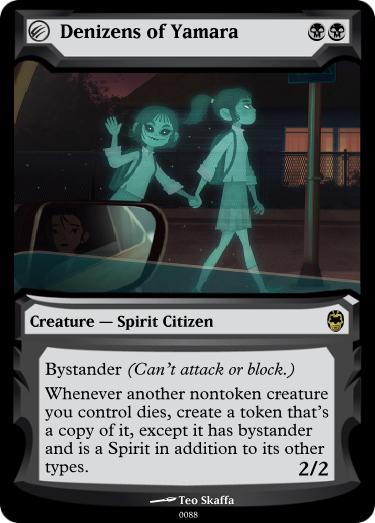 Denizens of Yamara
Creature — Spirit Citizen
Bystander (Can't attack or block.)
Whenever another nontoken creature
you control dies, create a token that's
a copy of it, except it has bystander
and is a Spirit in addition to its other
types.
2/2
Teo Skaffa
0088